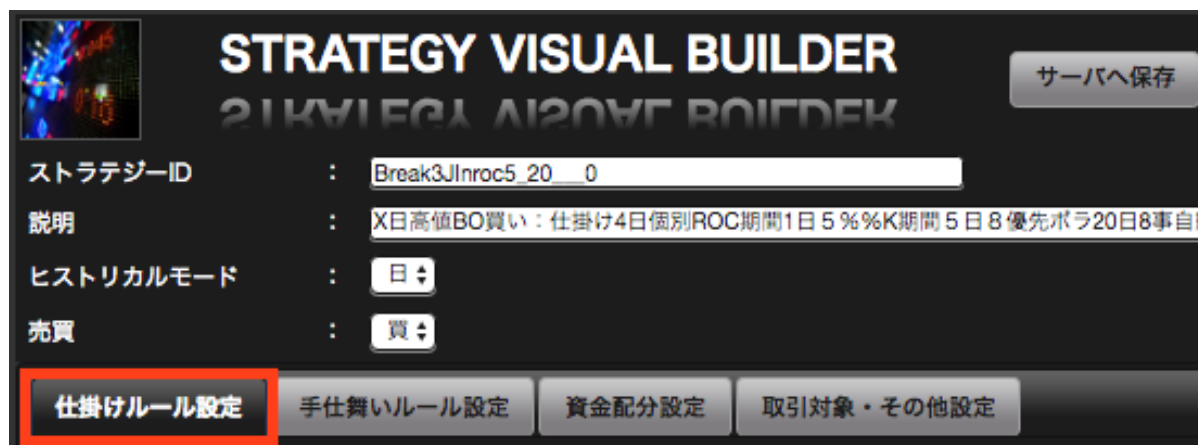 STRATEGY VISUAL BUILDER
サーバへ保存
ストラテジーID : Break3JInroc5_20___0
説明 : X日高値BO買い：仕掛け4日個別ROC期間1日５%%K期間５日８優先ボラ20日8事自
ヒストリカルモード : 日
売買 : 買
仕掛けルール設定 手仕舞いルール設定 資金配分設定 取引対象・その他設定